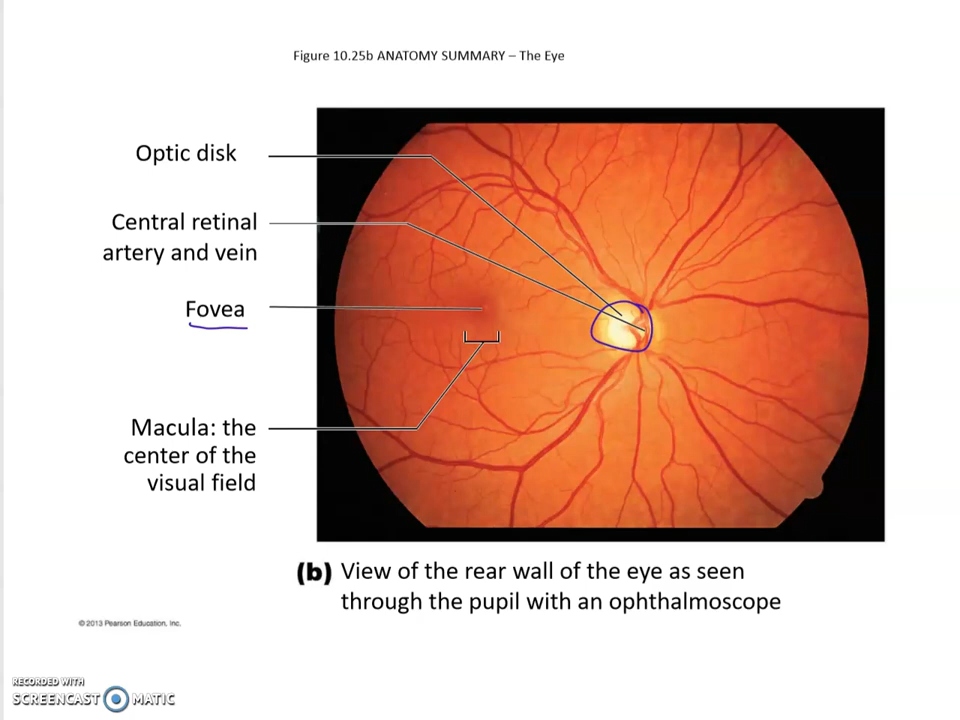 Figure 10.25b ANATOMY SUMMARY – The Eye
Optic disk
Central retinal
artery and vein
Fovea
Macula: the
center of the
visual field
(b) View of the rear wall of the eye as seen
through the pupil with an ophthalmoscope
© 2013 Pearson Education, Inc.
RECORDED WITH
SCREENCAST MATIC